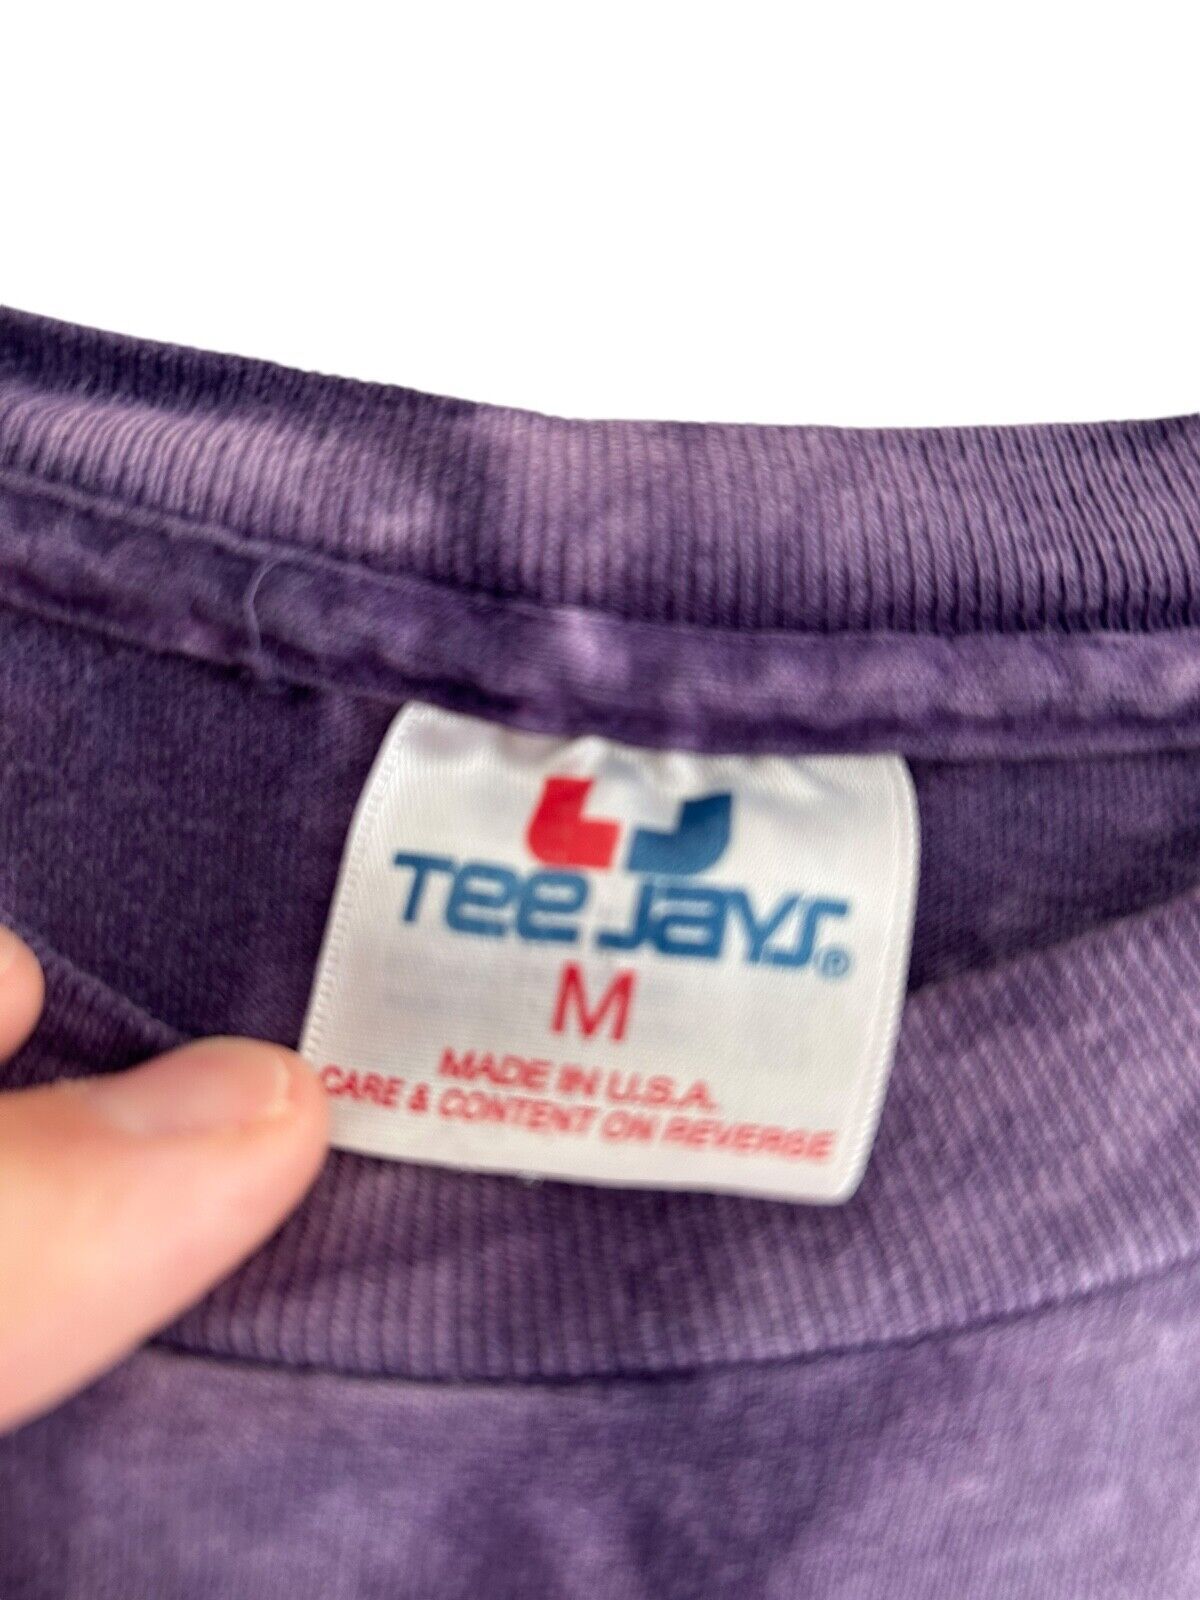 Tee Jays®
M
MADE IN U.S.A.
CARE & CONTENT ON REVERSE